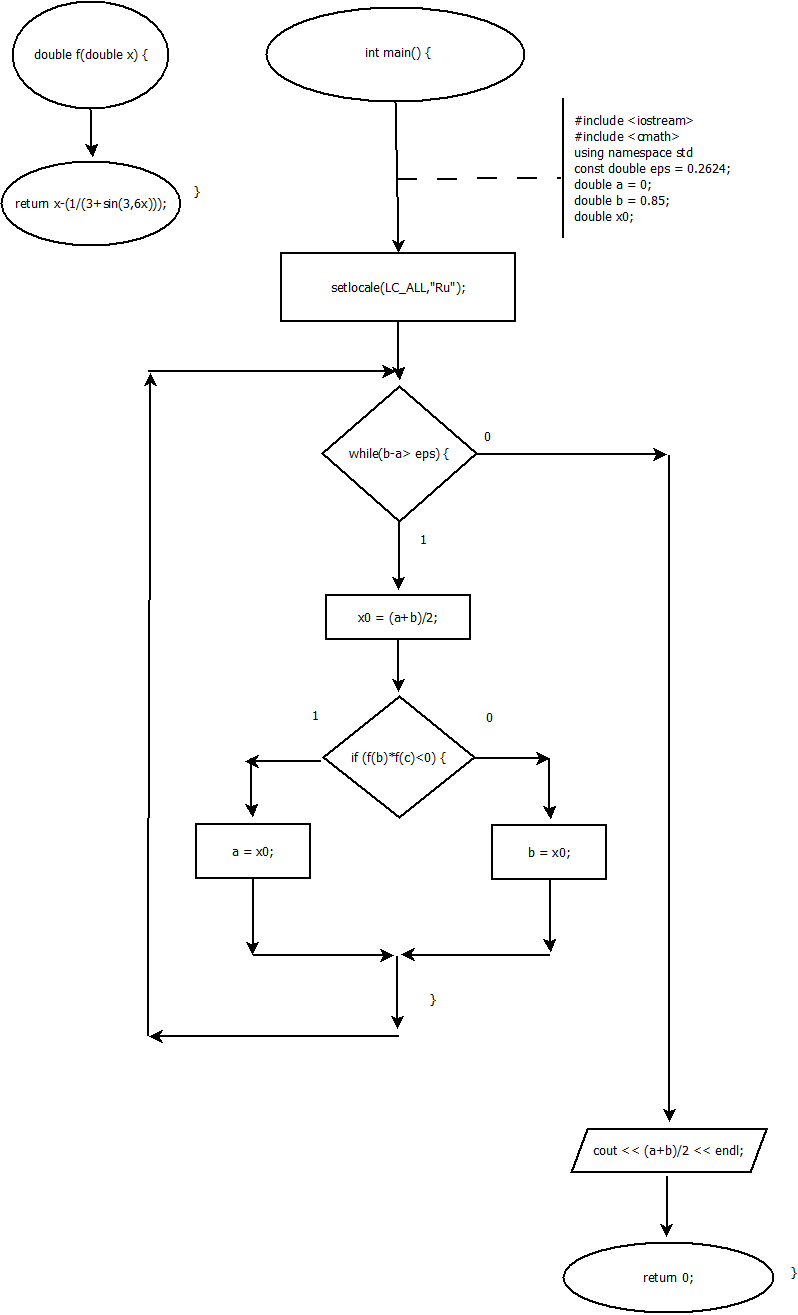 double f(double x) {
return x-(1/(3+sin(3,6x)));
}
int main() {
#include <iostream>
#include <cmath>
using namespace std
const double eps = 0.2624;
double a = 0;
double b = 0.85;
double x0;
setlocale(LC_ALL,"Ru");
while(b-a> eps) {
0
1
x0 = (a+b)/2;
if (f(b)*f(c)<0) {
1
0
a = x0;
b = x0;
}
cout << (a+b)/2 << endl;
return 0;
}